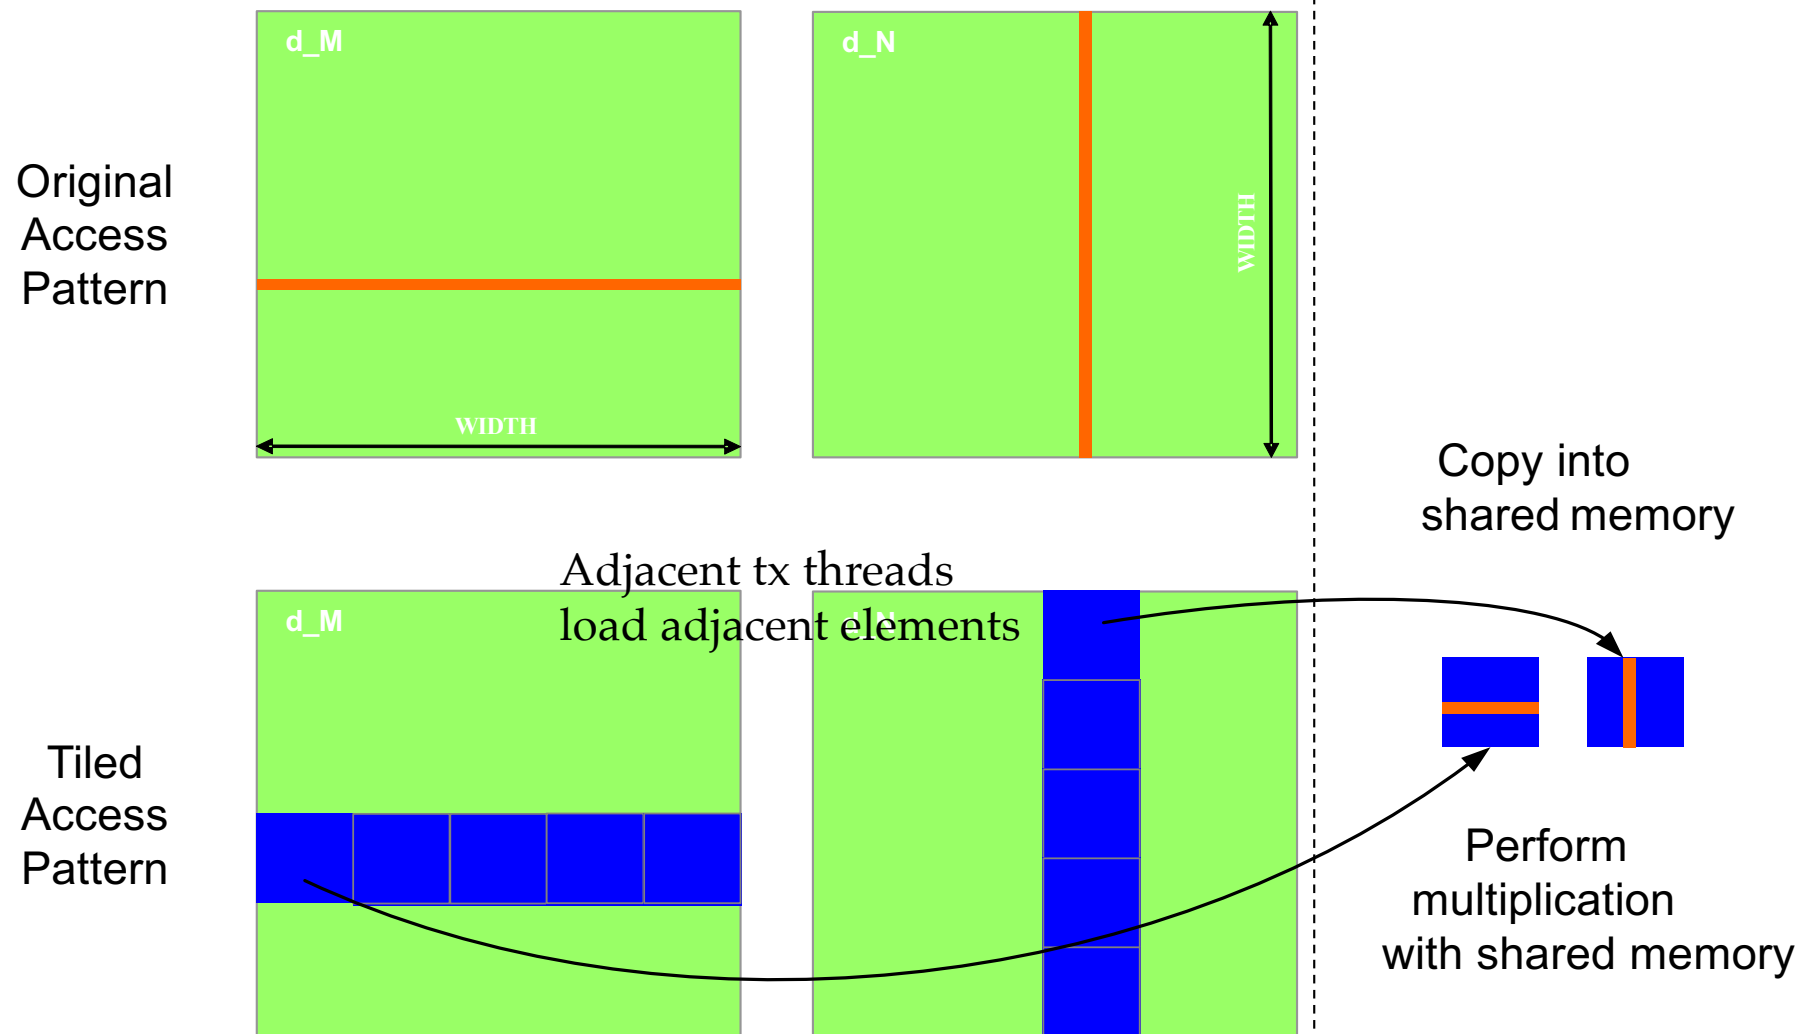 d_M
d_N
Original
Access
Pattern
WIDTH
WIDTH
Copy into
shared memory
Adjacent tx threads
load adjacent elements
d_M
d_N
Tiled
Access
Pattern
Perform
multiplication
with shared memory